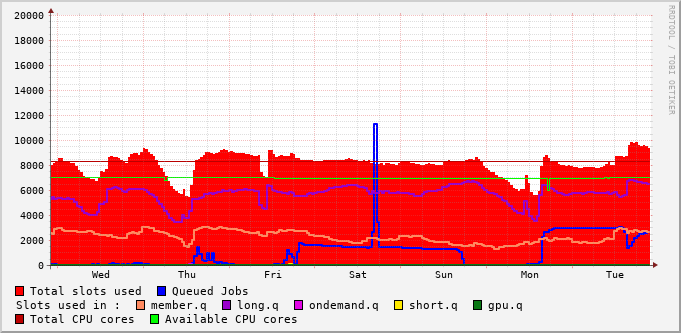 RRDTOOL / TOBI OETIKER
20000
18000
16000
14000
12000
10000
8000
6000
4000
2000
0
Wed Thu Fri Sat Sun Mon Tue
Total slots used Queued Jobs
Slots used in : member.q long.q ondemand.q short.q gpu.q
Total CPU cores Available CPU cores